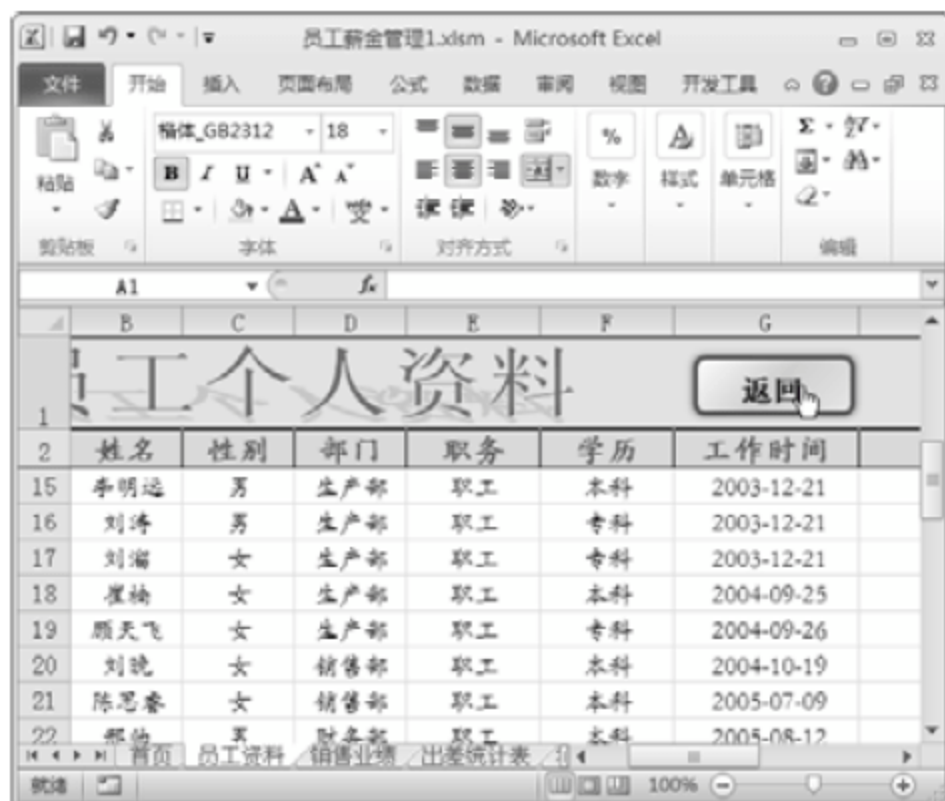 员工薪金管理1.xlsm - Microsoft Excel
文件 开始 插入 页面布局 公式 数据 审阅 视图 开发工具
楷体_GB2312 18
粘贴
B I U A A
% 数字 样式 单元格
剪贴板 字体 对齐方式 编辑
A1 fx
B C D E F G
1 员工个人资料 返回
2 姓名 性别 部门 职务 学历 工作时间
15 李明远 男 生产部 职工 本科 2003-12-21
16 刘涛 男 生产部 职工 专科 2003-12-21
17 女 生产部 职工 专科 2003-12-21
18 崔楠 女 生产部 职工 本科 2004-09-25
19 顾天飞 女 生产部 职工 专科 2004-09-26
20 刘晓 女 销售部 职工 本科 2004-10-19
21 陈思睿 女 销售部 职工 本科 2005-07-09
22 男 财务部 职工 本科 2005-08-12
首页 员工资料 销售业绩 出差统计表
就绪 100%